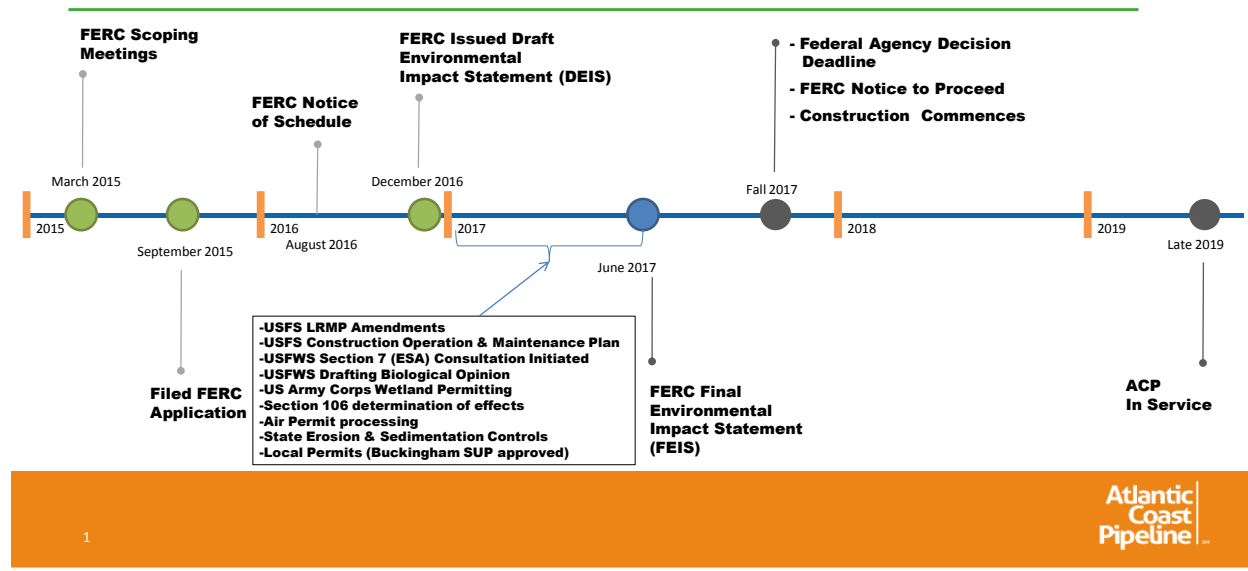 FERC Scoping
Meetings
March 2015
2015
September 2015
Filed FERC
Application
FERC Notice
of Schedule
2016
August 2016
FERC Issued Draft
Environmental
Impact Statement (DEIS)
December 2016
2017
-USFS LRMP Amendments
-USFS Construction Operation & Maintenance Plan
-USFWS Section 7 (ESA) Consultation Initiated
-USFWS Drafting Biological Opinion
-US Army Corps Wetland Permitting
-Section 106 determination of effects
-Air Permit processing
-State Erosion & Sedimentation Controls
-Local Permits (Buckingham SUP approved)
June 2017
FERC Final
Environmental
Impact Statement
(FEIS)
- Federal Agency Decision
Deadline
- FERC Notice to Proceed
- Construction Commences
Fall 2017
2018
2019
Late 2019
ACP
In Service
1
Atlantic
Coast
Pipeline
SM